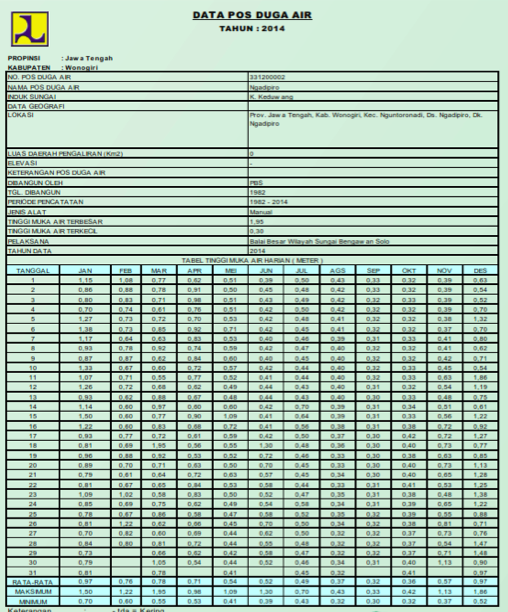 DATA POS DUGA AIR
TAHUN : 2014
PROPINSI : Jawa Tengah
KABUPATEN : Wonogiri
NO. POS DUGA AIR 331200002
NAMA POS DUGA AIR Ngadipiro
INDUK SUNGAI K. Keduwang
DATA GEOGRAFI
LOKASI Prov. Jawa Tengah, Kab. Wonogiri, Kec. Nguntoronadi, Ds. Ngadipiro, Dk.
Ngadipiro
LUAS DAERAH PENGALIRAN (Km2) 0
ELEVASI -
KETERANGAN POS DUGA AIR
DIBANGUN OLEH PBS
TGL. DIBANGUN 1982
PERIODE PENCATATAN 1982 - 2014
JENIS ALAT Manual
TINGGI MUKA AIR TERBESAR 1,95
TINGGI MUKA AIR TERKECIL 0,30
PELAKSANA Balai Besar Wilayah Sungai Bengawan Solo
TAHUN DATA 2014
TABEL TINGGI MUKA AIR HARIAN ( METER )
TANGGAL JAN FEB MAR APR MEI JUN JUL AGS SEP OKT NOV DES
1 1,15 1,08 0,77 0,62 0,51 0,39 0,50 0,43 0,33 0,32 0,39 0,63
2 0,86 0,88 0,91 0,50 0,45 0,48 0,42 0,33 0,32 0,39 0,54
3 0,80 0,83 0,71 0,98 0,51 0,43 0,49 0,42 0,32 0,33 0,39 0,52
4 0,70 0,74 0,61 0,76 0,51 0,42 0,50 0,42 0,32 0,32 0,39 0,70
5 1,27 0,73 0,72 0,70 0,53 0,42 0,48 0,41 0,32 0,32 0,38 1,32
6 1,38 0,73 0,85 0,92 0,71 0,42 0,45 0,41 0,32 0,32 0,37 0,70
7 1,17 0,64 0,63 0,83 0,53 0,40 0,46 0,39 0,31 0,33 0,41 0,80
8 0,93 0,78 0,92 0,74 0,59 0,42 0,47 0,40 0,32 0,32 0,41 0,62
9 0,87 0,87 0,62 0,84 0,60 0,40 0,45 0,40 0,32 0,32 0,42 0,71
10 1,33 0,67 0,60 0,72 0,57 0,42 0,44 0,40 0,32 0,33 0,45 0,54
11 1,07 0,71 0,55 0,77 0,52 0,41 0,44 0,40 0,32 0,33 0,63 1,86
12 1,26 0,72 0,68 0,62 0,49 0,44 0,43 0,40 0,31 0,32 0,54 1,19
13 0,93 0,62 0,88 0,67 0,48 0,44 0,43 0,40 0,30 0,33 0,48 0,75
14 1,14 0,60 0,97 0,60 0,60 0,42 0,70 0,39 0,31 0,34 0,51 0,61
15 1,50 0,60 0,77 0,90 1,09 0,41 0,64 0,39 0,31 0,33 0,56 1,22
16 1,22 0,60 0,83 0,68 0,72 0,41 0,56 0,38 0,31 0,38 0,72 0,92
17 0,93 0,77 0,72 0,61 0,59 0,42 0,50 0,37 0,30 0,42 0,72 1,27
18 0,81 0,69 1,95 0,56 0,55 1,30 0,48 0,36 0,30 0,40 0,73 0,77
19 0,96 0,88 0,92 0,53 0,52 0,72 0,46 0,33 0,30 0,38 0,63 0,85
20 0,89 0,70 0,71 0,63 0,50 0,70 0,45 0,33 0,30 0,40 0,73 1,13
21 0,79 0,61 0,64 0,72 0,63 0,57 0,45 0,34 0,30 0,40 0,65 1,28
22 0,81 0,67 0,65 0,84 0,53 0,58 0,44 0,33 0,31 0,41 0,53 1,25
23 1,09 1,02 0,58 0,83 0,50 0,52 0,47 0,35 0,31 0,38 0,48 1,38
24 0,85 0,69 0,75 0,62 0,49 0,54 0,58 0,34 0,31 0,39 0,65 1,22
25 0,78 0,67 0,86 0,58 0,47 0,58 0,52 0,35 0,32 0,39 0,55 0,88
26 0,81 1,22 0,62 0,66 0,45 0,70 0,50 0,34 0,32 0,38 0,81 0,71
27 0,70 0,82 0,60 0,69 0,44 0,62 0,50 0,32 0,32 0,37 0,73 0,76
28 0,84 0,80 0,81 0,72 0,44 0,55 0,48 0,32 0,32 0,37 0,54 1,47
29 0,73 0,66 0,62 0,42 0,58 0,47 0,32 0,32 0,37 0,71 1,48
30 0,79 1,05 0,54 0,44 0,52 0,46 0,34 0,31 0,40 1,13 0,90
31 0,81 0,78 0,41 0,45 0,32 0,41 0,97
RATA-RATA 0,97 0,76 0,78 0,71 0,54 0,52 0,49 0,37 0,32 0,36 0,57 0,97
MAKSIMUM 1,50 1,22 1,95 0,98 1,09 1,30 0,70 0,43 0,33 0,42 1,13 1,86
MINIMUM 0,70 0,60 0,55 0,53 0,41 0,39 0,43 0,32 0,30 0,32 0,37 0,52
Keterangan : tda = Kering